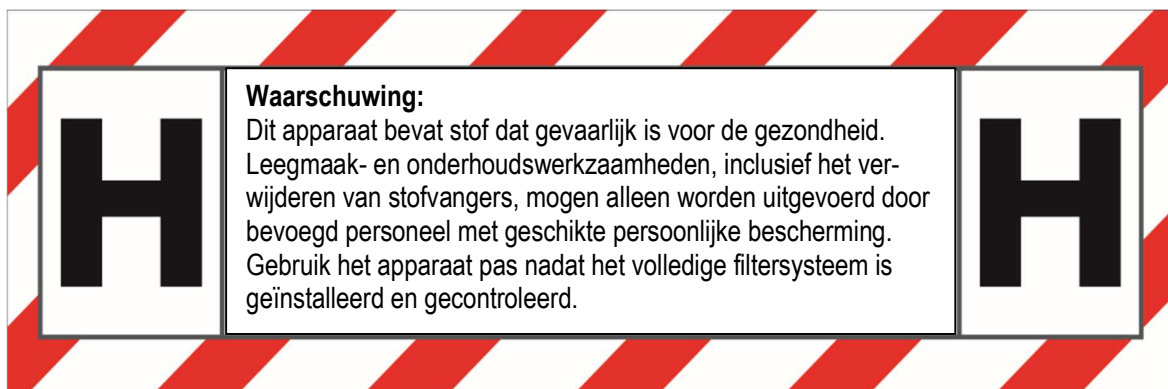 H
Waarschuwing:
Dit apparaat bevat stof dat gevaarlijk is voor de gezondheid.
Leegmaak- en onderhoudswerkzaamheden, inclusief het ver-
wijderen van stofvangers, mogen alleen worden uitgevoerd door
bevoegd personeel met geschikte persoonlijke bescherming.
Gebruik het apparaat pas nadat het volledige filtersysteem is
geïnstalleerd en gecontroleerd.
H